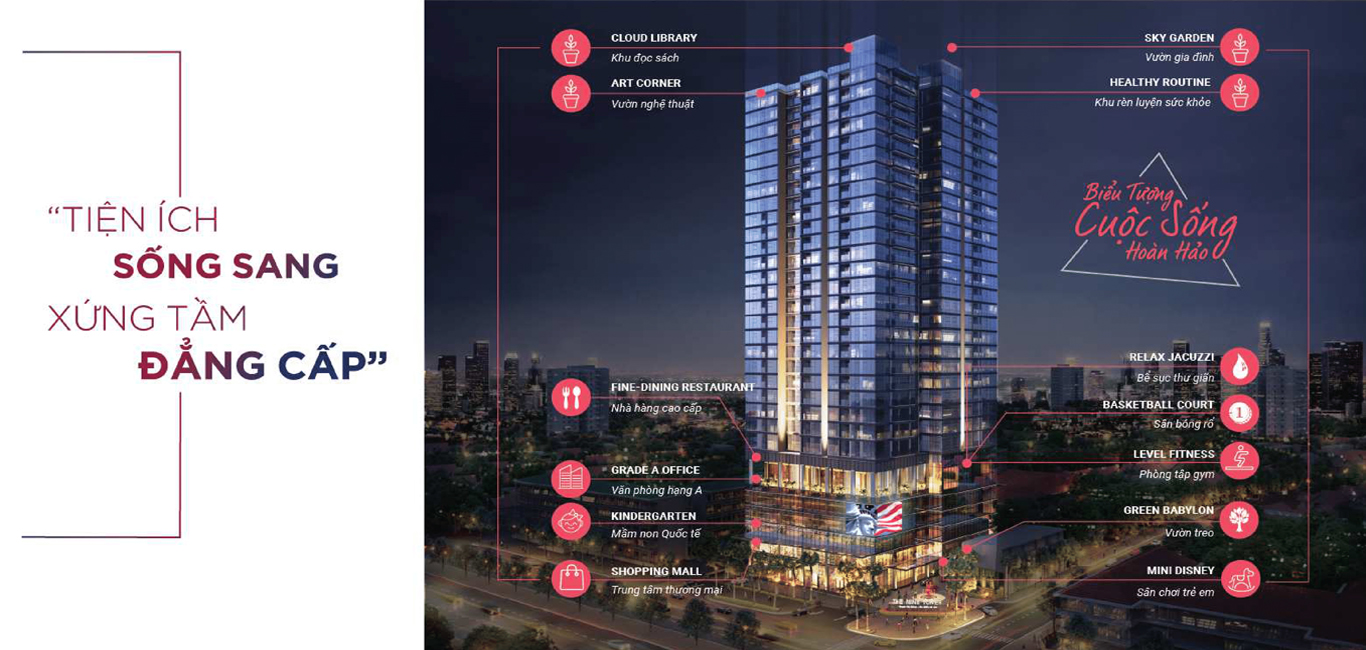 “TIỆN ÍCH
SỐNG SANG
XỨNG TẦM
ĐẲNG CẤP”
CLOUD LIBRARY
Khu đọc sách
ART CORNER
Vườn nghệ thuật
FINE-DINING RESTAURANT
Nhà hàng cao cấp
GRADE A OFFICE
Văn phòng hạng A
KINDERGARTEN
Mầm non Quốc tế
SHOPPING MALL
Trung tâm thương mại
SKY GARDEN
Vườn gia đình
HEALTHY ROUTINE
Khu rèn luyện sức khỏe
Biểu Tượng
Cuộc Sống
Hoàn Hảo
RELAX JACUZZI
Bể sục thư giãn
BASKETBALL COURT
Sân bóng rổ
1
LEVEL FITNESS
Phòng tập gym
GREEN BABYLON
Vườn treo
MINI DISNEY
Sân chơi trẻ em
THE NINE TOWER